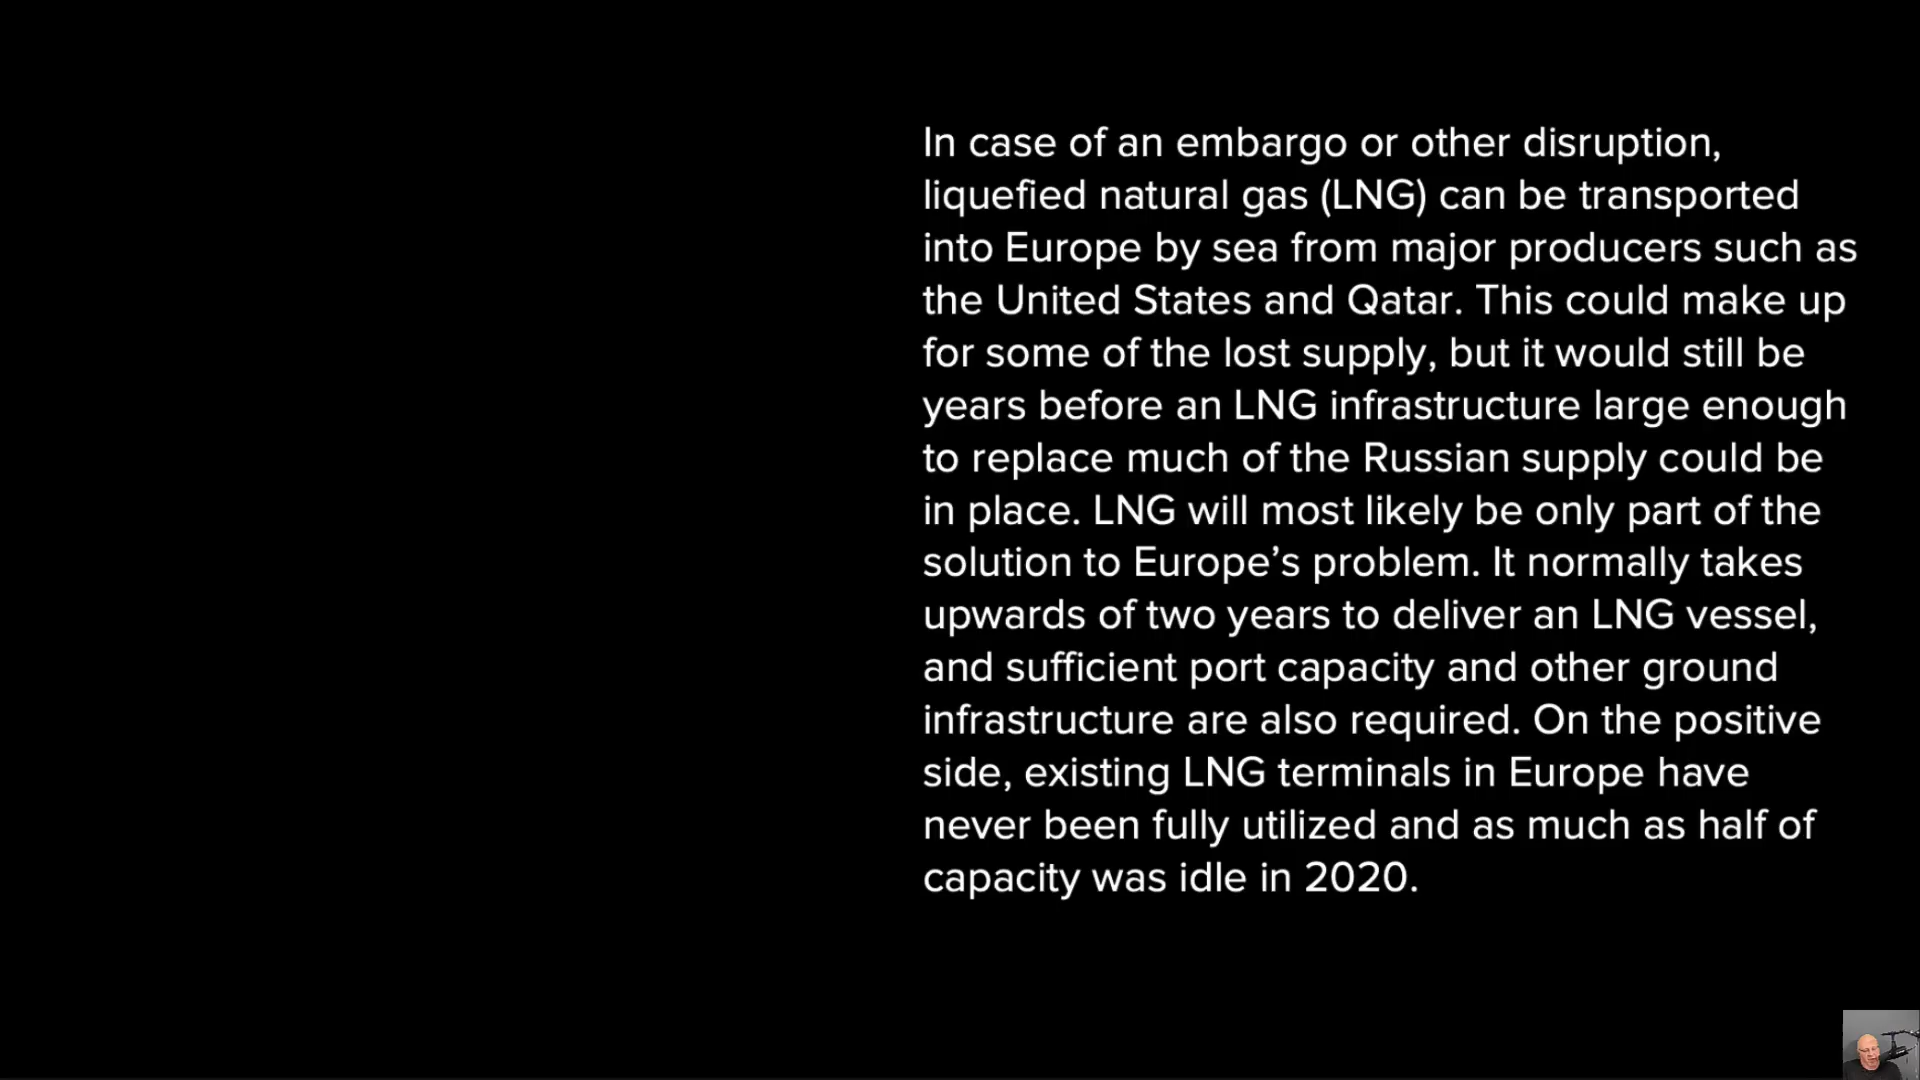 In case of an embargo or other disruption,
liquefied natural gas (LNG) can be transported
into Europe by sea from major producers such as
the United States and Qatar. This could make up
for some of the lost supply, but it would still be
years before an LNG infrastructure large enough
to replace much of the Russian supply could be
in place. LNG will most likely be only part of the
solution to Europe’s problem. It normally takes
upwards of two years to deliver an LNG vessel,
and sufficient port capacity and other ground
infrastructure are also required. On the positive
side, existing LNG terminals in Europe have
never been fully utilized and as much as half of
capacity was idle in 2020.